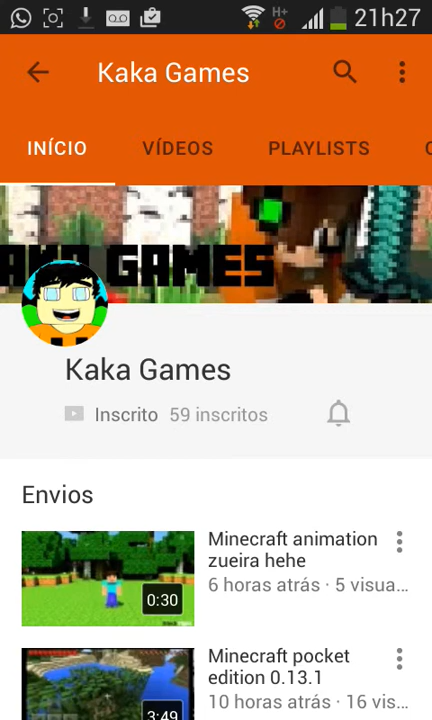 H+
21h27
Kaka Games
INÍCIO VÍDEOS PLAYLISTS
GAMES
Kaka Games
Inscrito 59 inscritos
Envios
Minecraft animation
zueira hehe
6 horas atrás · 5 visua...
0:30
Minecraft pocket
edition 0.13.1
10 horas atrás · 16 vis...
3:49